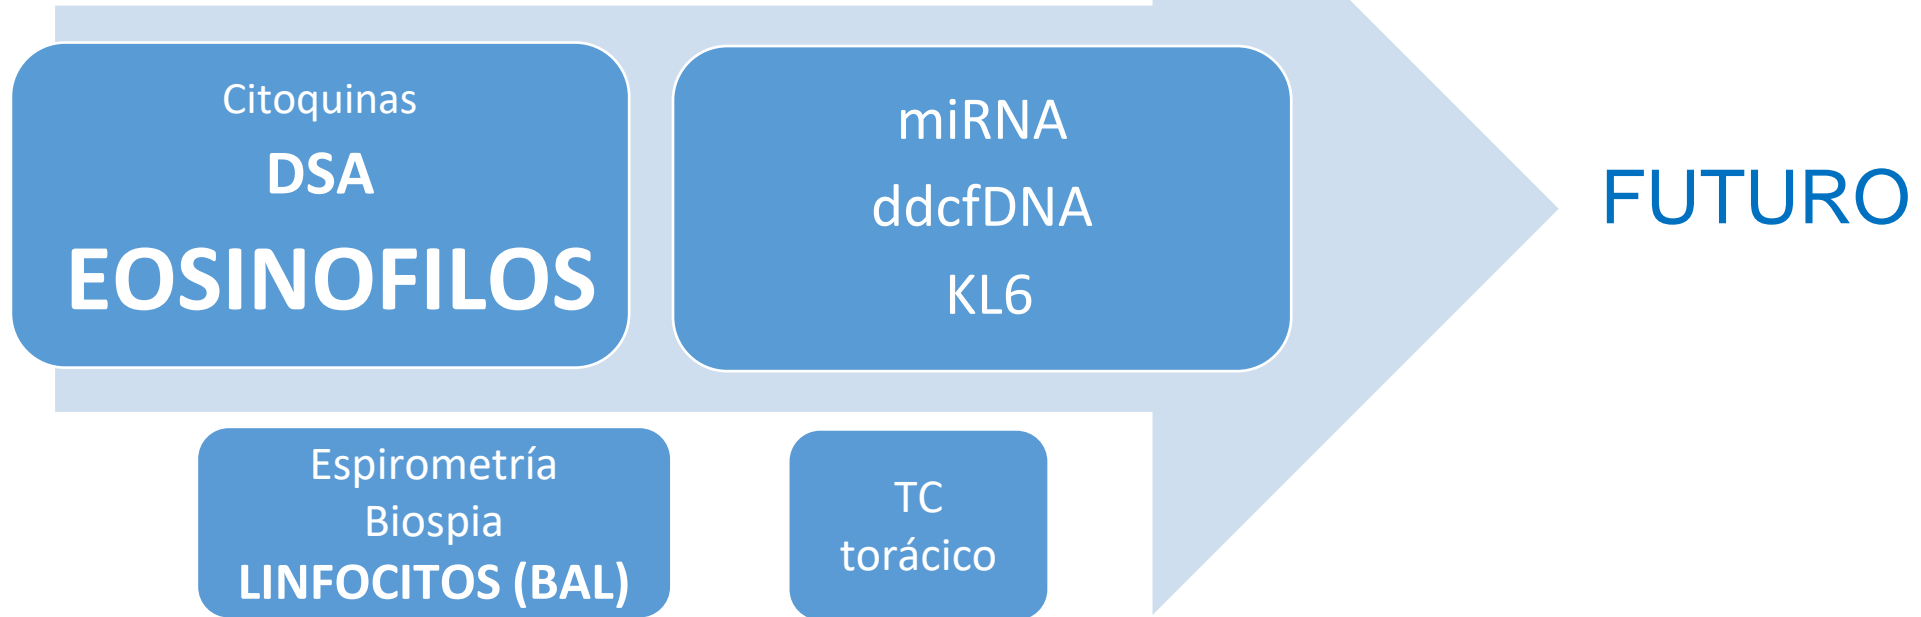 Citoquinas
DSA
EOSINOFILOS
miRNA
ddcfDNA
KL6
FUTURO
Espirometría
Biospia
LINFOCITOS (BAL)
TC
torácico